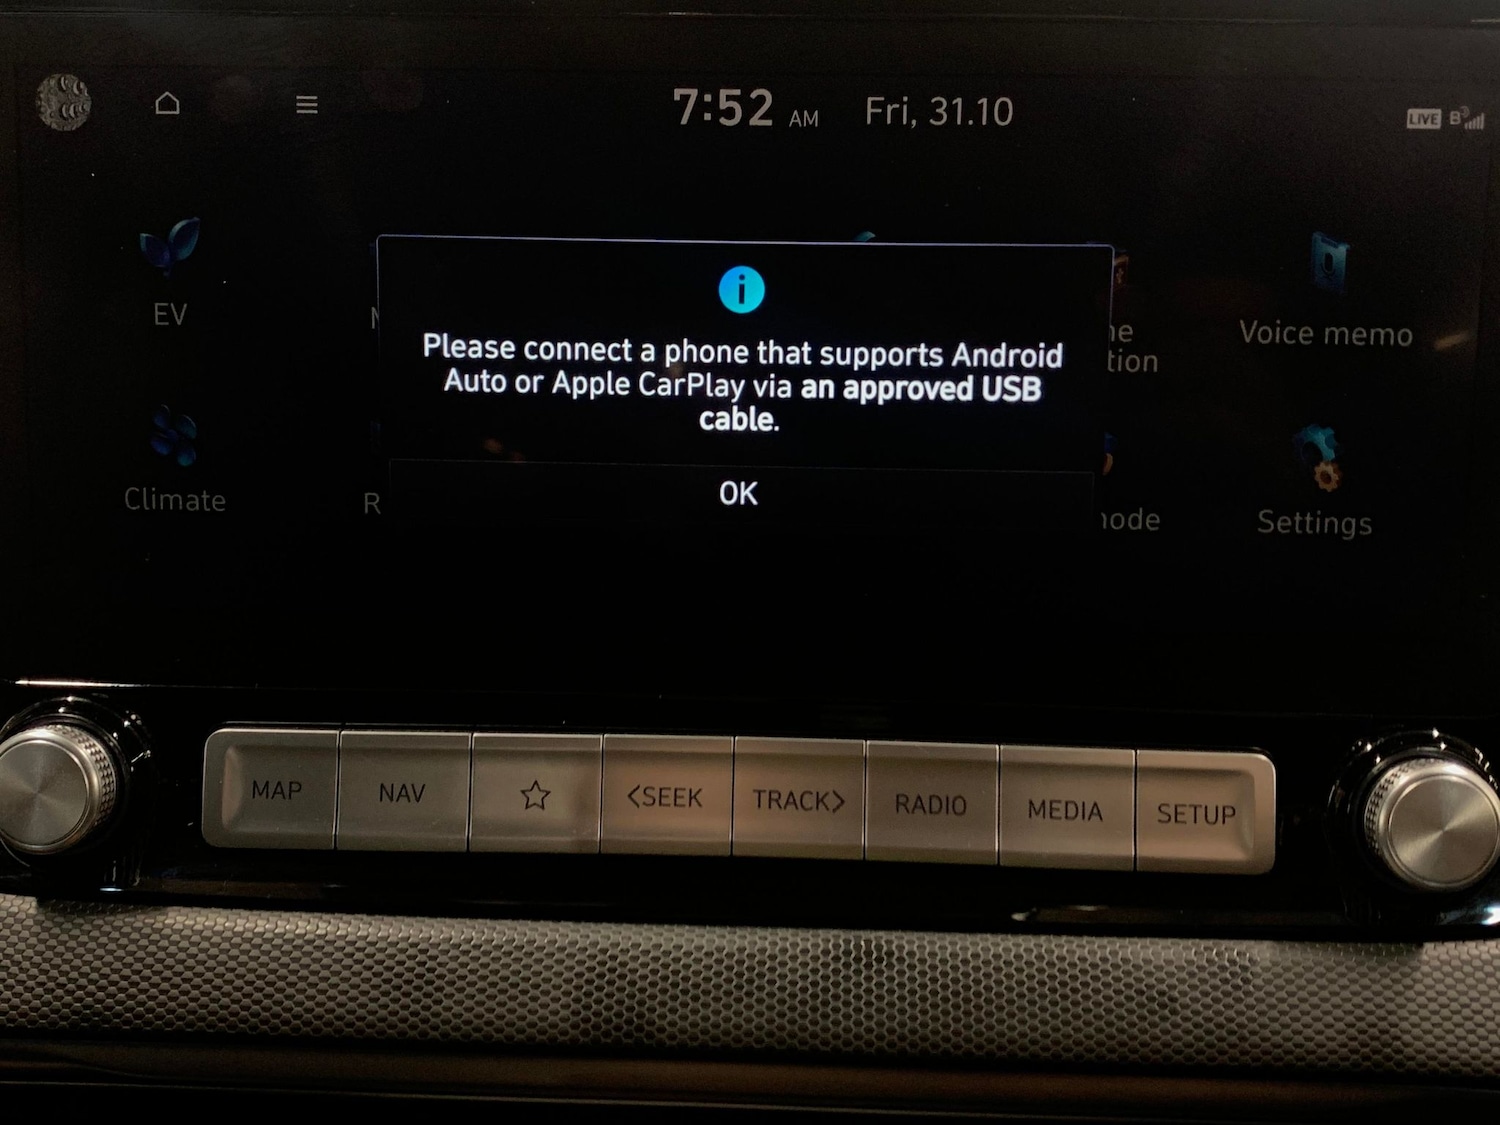 7:52 AM Fri, 31.10
LIVE B
EV
Voice memo
Please connect a phone that supports Android
Auto or Apple CarPlay via an approved USB
cable.
OK
Climate
Settings
MAP NAV <SEEK TRACK> RADIO MEDIA SETUP